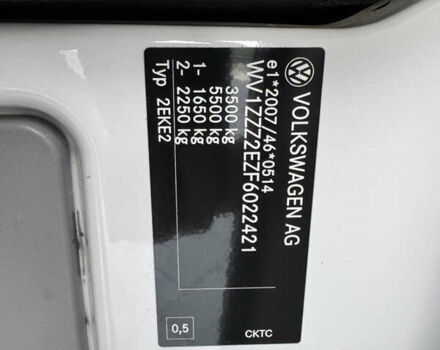 VOLKSWAGEN AG
e1*2007/46*0514
WV1ZZZ2EZF6022421
3500 kg
5500 kg
1- 1650 kg
2- 2250 kg
Typ 2EKE2
0,5
CKTC